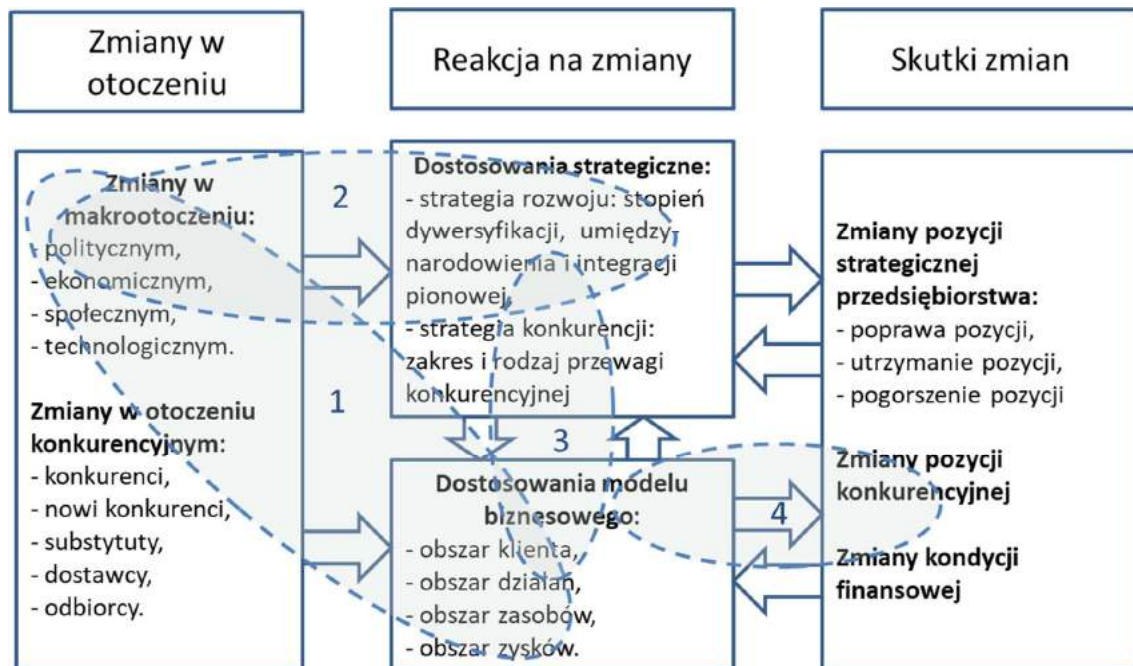 Zmiany w
otoczeniu
Reakcja na zmiany
Skutki zmian
Zmiany w
makrootoczeniu:
- politycznym,
- ekonomicznym,
- społecznym,
- technologicznym.
Zmiany w otoczeniu
konkurencyjnym:
- konkurenci,
- nowi konkurenci,
- substytuty,
- dostawcy,
- odbiorcy.
2
1
Dostosowania strategiczne:
- strategia rozwoju: stopień
dywersyfikacji, umiędzy-
narodowienia i integracji
pionowej,
- strategia konkurencji:
zakres i rodzaj przewagi
konkurencyjnej
3
Dostosowania modelu
biznesowego:
- obszar klienta,
- obszar działań,
- obszar zasobów,
- obszar zysków.
4
Zmiany pozycji
strategicznej
przedsiębiorstwa:
- poprawa pozycji,
- utrzymanie pozycji,
- pogorszenie pozycji
Zmiany pozycji
konkurencyjnej
Zmiany kondycji
finansowej